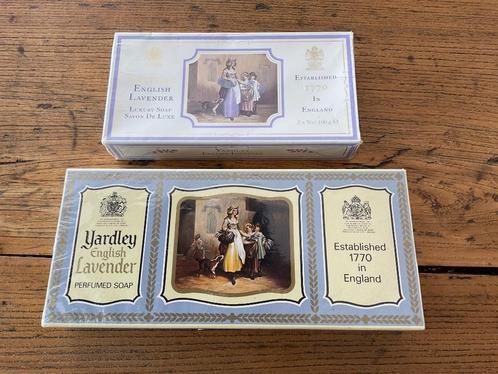 ENGLISH
LAVENDER
LUXURY SOAP
SAVON DE LUXE
ESTABLISHED
1770
IN
ENGLAND
Yardley
English
Lavender
PERFUMED SOAP
Established
1770
in
England